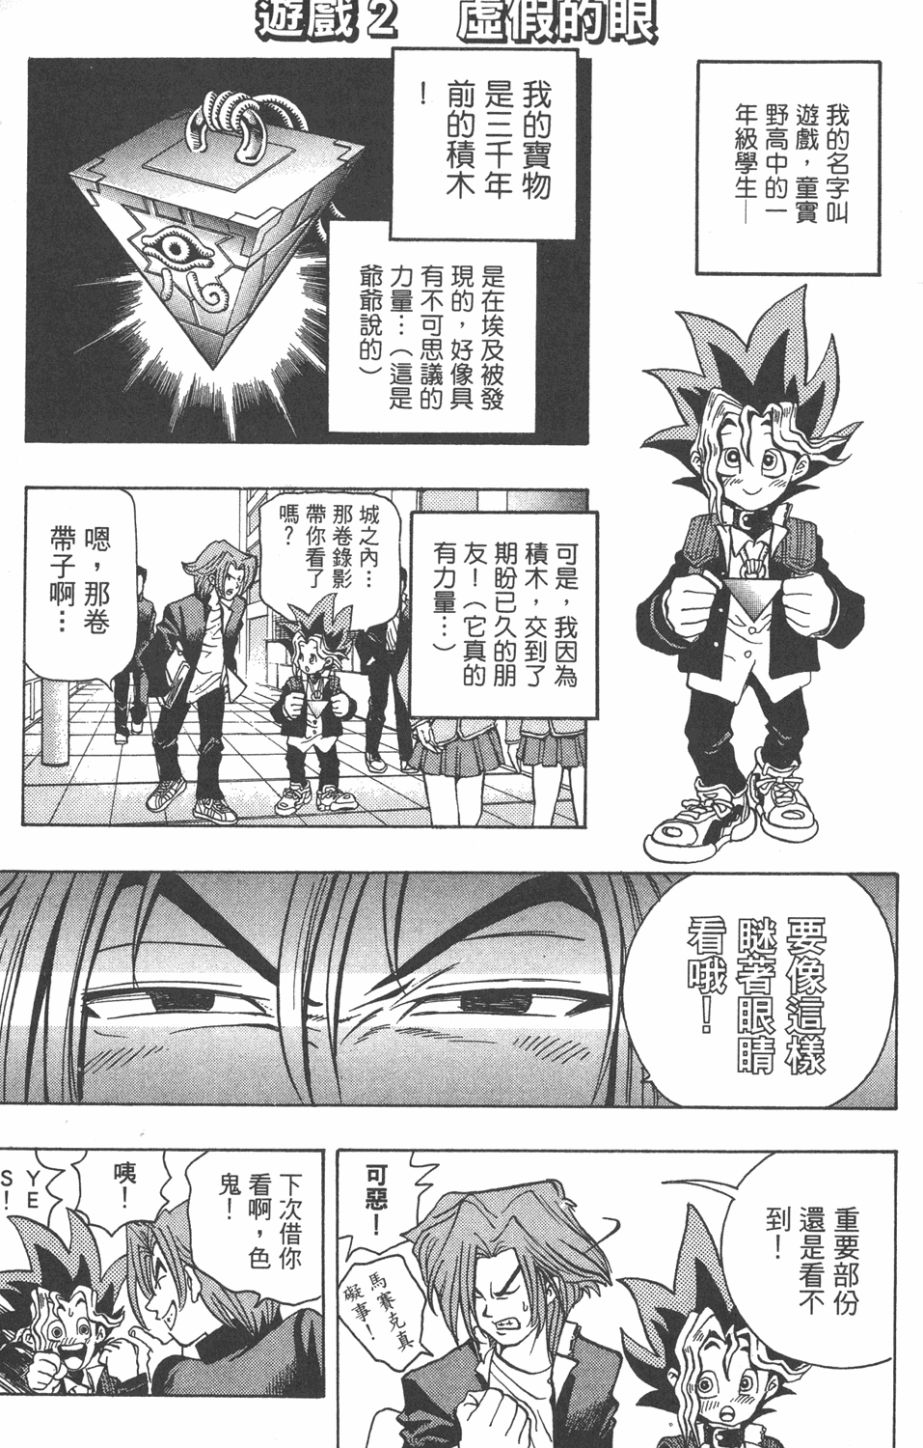 遊戲2 虛假的眼
我的名字叫
遊戲，童實
野高中的一
年級學生──
我的寶物
是三千年
前的積木
！
是在埃及被發
現的，好像具
有不可思議的
力量…（這是
爺爺說的）
可是，我因為
積木，交到了
期盼已久的朋
友！（它真的
有力量…）
城之內…
那卷錄影
帶你看了
嗎？
嗯，那卷
帶子啊…
要像這樣
瞇著眼睛
看哦！
重要部份
還是看不
到！
可惡！
馬賽克真
礙事！
下次借你
看啊，色
鬼！
咦！
YE
S!